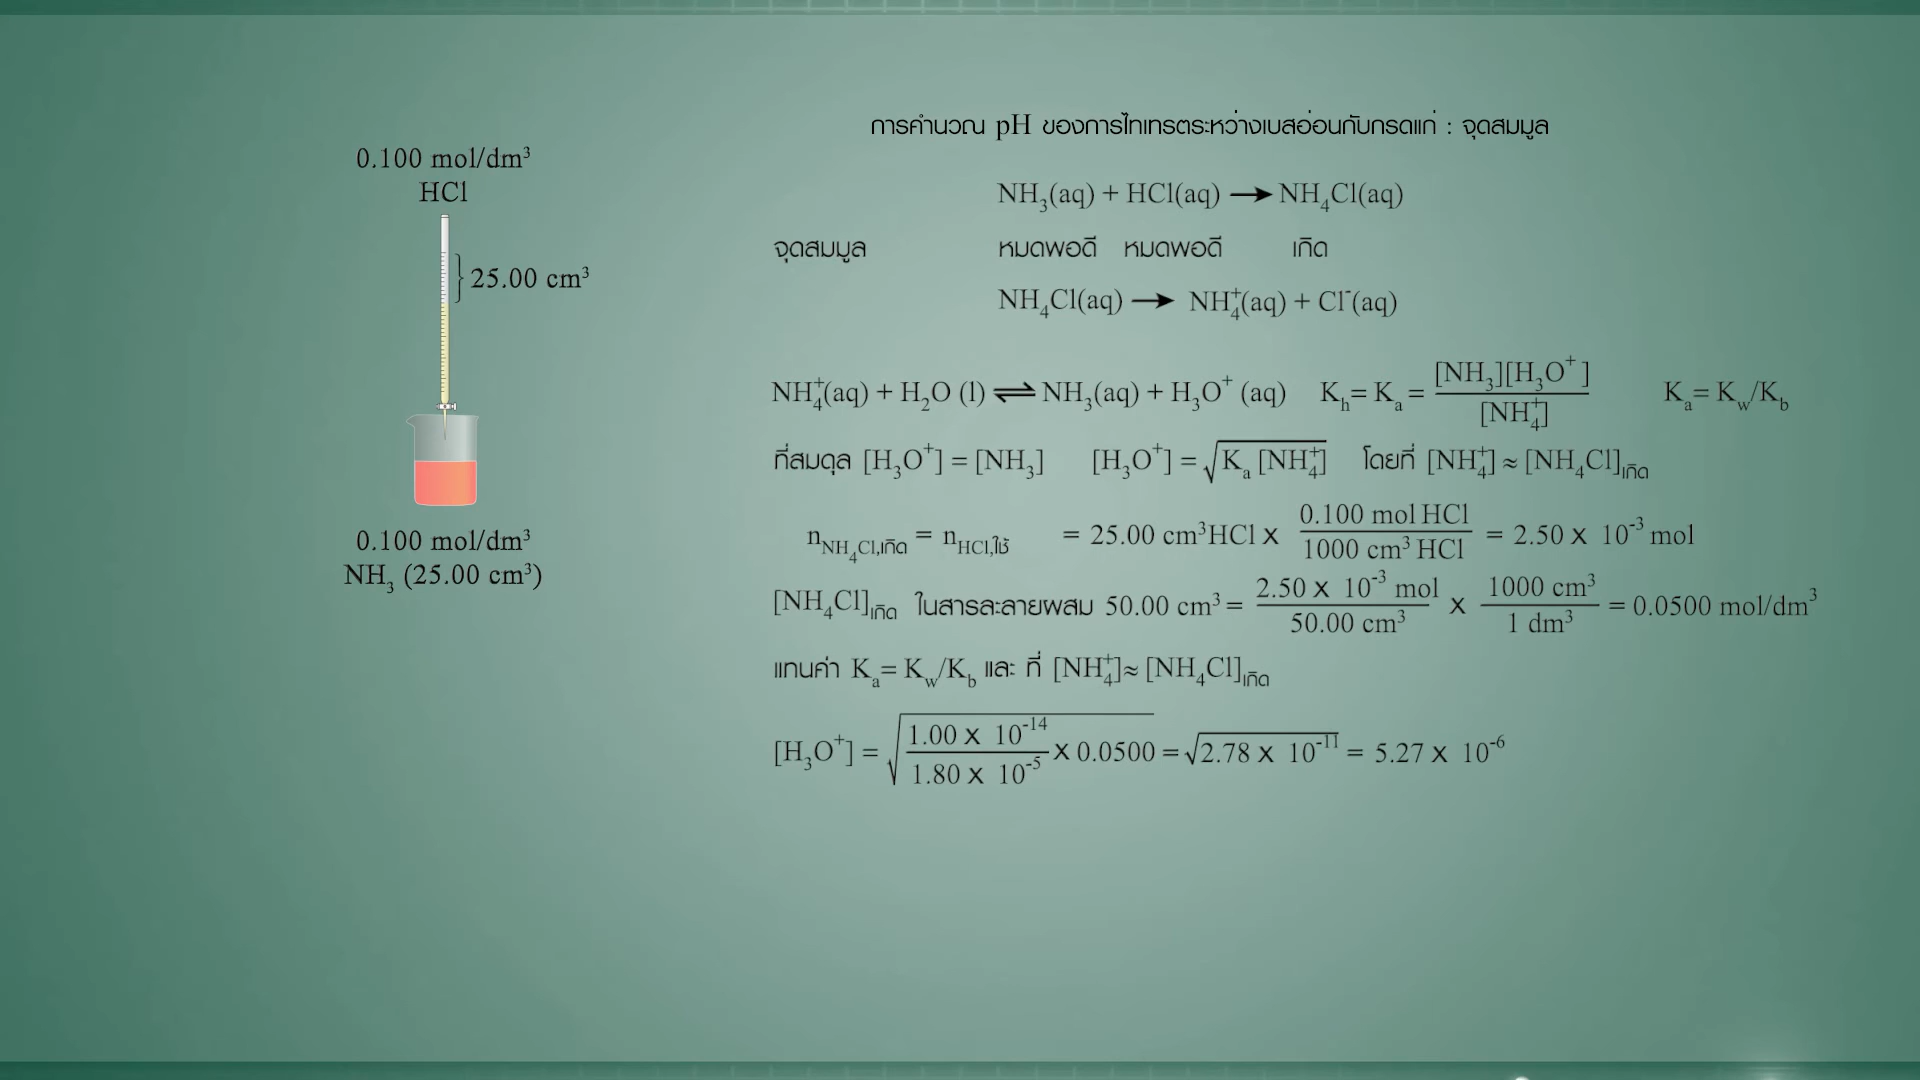 0.100 mol/dm³
HCl
25.00 cm³
0.100 mol/dm³
NH₃ (25.00 cm³)
การคำนวณ pH ของการไทเทรตระหว่างเบสอ่อนกับกรดแก่ : จุดสมมูล
NH₃(aq) + HCl(aq) → NH₄Cl(aq)
จุดสมมูล หมดพอดี หมดพอดี เกิด
NH₄Cl(aq) → NH₄⁺(aq) + Cl⁻(aq)
NH₄⁺(aq) + H₂O (l) ⇌ NH₃(aq) + H₃O⁺ (aq) K_h = K_a = [NH₃][H₃O⁺] / [NH₄⁺] K_a = K_w/K_b
ที่สมดุล [H₃O⁺] = [NH₃] [H₃O⁺] = √(K_a [NH₄⁺]) โดยที่ [NH₄⁺] ≈ [NH₄Cl]เกิด
n NH₄Cl,เกิด = n HCl,ใช้ = 25.00 cm³HCl x 0.100 mol HCl / 1000 cm³ HCl = 2.50 x 10⁻³ mol
[NH₄Cl]เกิด ในสารละลายผสม 50.00 cm³ = 2.50 x 10⁻³ mol / 50.00 cm³ x 1000 cm³ / 1 dm³ = 0.0500 mol/dm³
แทนค่า K_a = K_w/K_b และ ที่ [NH₄⁺] ≈ [NH₄Cl]เกิด
[H₃O⁺] = √(1.00 x 10⁻¹⁴ / 1.80 x 10⁻⁵ x 0.0500) = √(2.78 x 10⁻¹¹) = 5.27 x 10⁻⁶